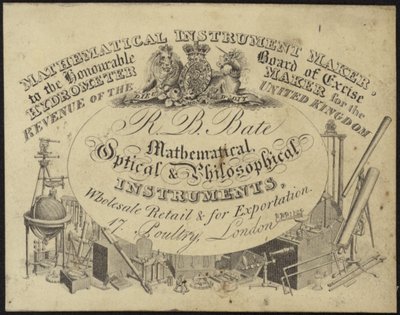 MATHEMATICAL INSTRUMENT MAKER,
to the Honourable Board of Excise
HYDROMETER MAKER for the
REVENUE OF THE UNITED KINGDOM
R. B. Bate
Mathematical
Optical & Philosophical
INSTRUMENTS,
Wholesale Retail & for Exportation.
17, Poultry, London